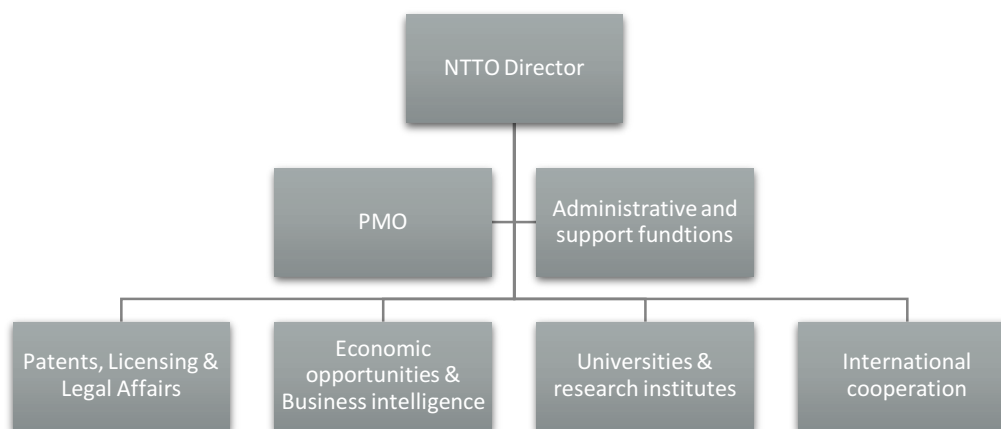 NTTO Director
PMO
Administrative and
support fundtions
Patents, Licensing &
Legal Affairs
Economic
opportunities &
Business intelligence
Universities &
research institutes
International
cooperation